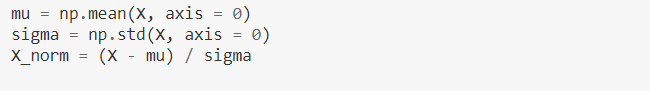 mu = np.mean(X, axis = 0)
sigma = np.std(X, axis = 0)
X_norm = (X - mu) / sigma